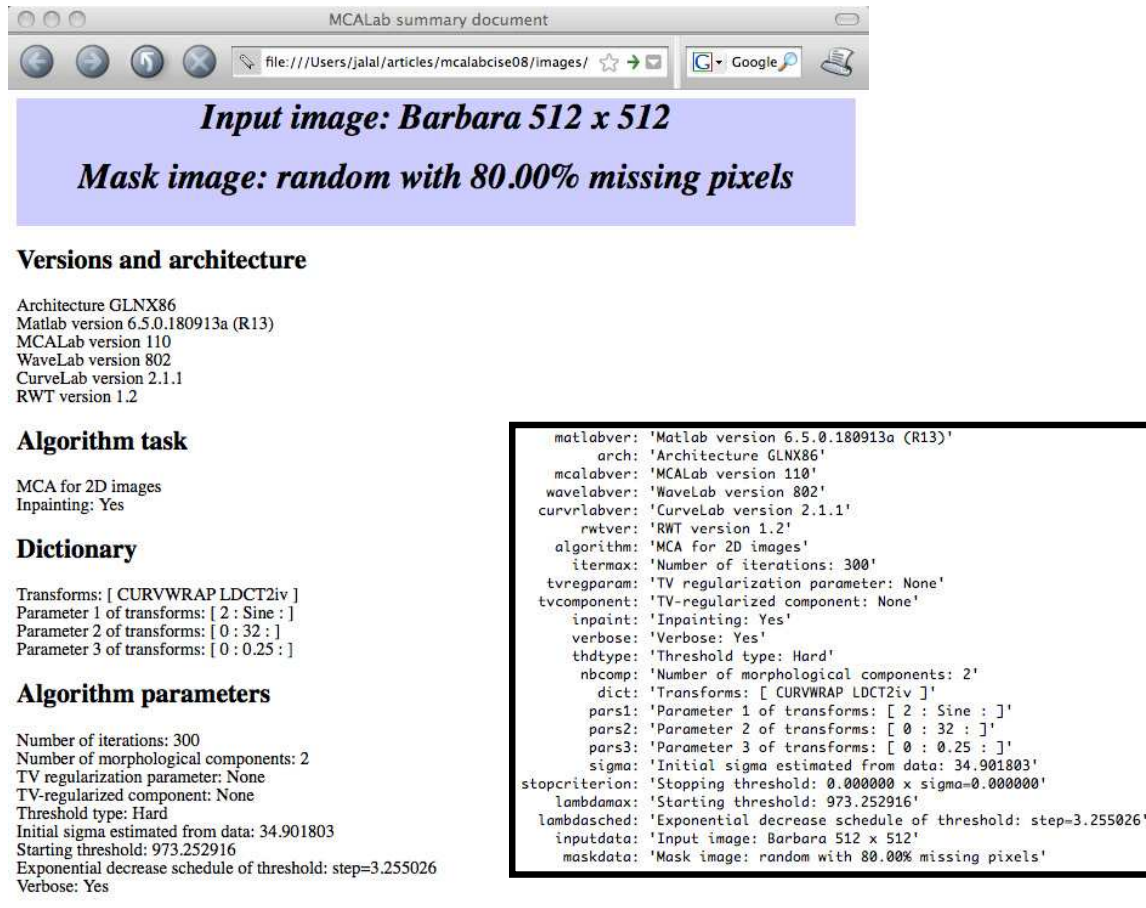 MCALab summary document
file:///Users/jalal/articles/mcalabcise08/images/
G Google
Input image: Barbara 512 x 512
Mask image: random with 80.00% missing pixels
Versions and architecture
Architecture GLNX86
Matlab version 6.5.0.180913a (R13)
MCALab version 110
WaveLab version 802
CurveLab version 2.1.1
RWT version 1.2
Algorithm task
MCA for 2D images
Inpainting: Yes
Dictionary
Transforms: [ CURVWRAP LDCT2iv ]
Parameter 1 of transforms: [ 2 : Sine : ]
Parameter 2 of transforms: [ 0 : 32 : ]
Parameter 3 of transforms: [ 0 : 0.25 : ]
Algorithm parameters
Number of iterations: 300
Number of morphological components: 2
TV regularization parameter: None
TV-regularized component: None
Threshold type: Hard
Initial sigma estimated from data: 34.901803
Starting threshold: 973.252916
Exponential decrease schedule of threshold: step=3.255026
Verbose: Yes
matlabver: 'Matlab version 6.5.0.180913a (R13)'
arch: 'Architecture GLNX86'
mcalabver: 'MCALab version 110'
wavelabver: 'WaveLab version 802'
curvrlabver: 'CurveLab version 2.1.1'
rwtver: 'RWT version 1.2'
algorithm: 'MCA for 2D images'
itermax: 'Number of iterations: 300'
tvregparam: 'TV regularization parameter: None'
tvcomponent: 'TV-regularized component: None'
inpaint: 'Inpainting: Yes'
verbose: 'Verbose: Yes'
thdtype: 'Threshold type: Hard'
nbcomp: 'Number of morphological components: 2'
dict: 'Transforms: [ CURVWRAP LDCT2iv ]'
pars1: 'Parameter 1 of transforms: [ 2 : Sine : ]'
pars2: 'Parameter 2 of transforms: [ 0 : 32 : ]'
pars3: 'Parameter 3 of transforms: [ 0 : 0.25 : ]'
sigma: 'Initial sigma estimated from data: 34.901803'
stopcriterion: 'Stopping threshold: 0.000000 x sigma=0.000000'
lambdamax: 'Starting threshold: 973.252916'
lambdasched: 'Exponential decrease schedule of threshold: step=3.255026'
inputdata: 'Input image: Barbara 512 x 512'
maskdata: 'Mask image: random with 80.00% missing pixels'